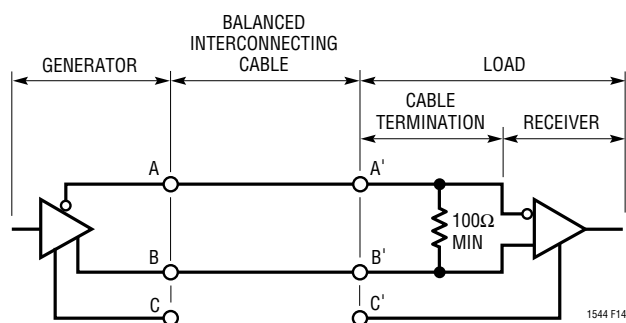 BALANCED
INTERCONNECTING
CABLE
GENERATOR
LOAD
CABLE
TERMINATION
RECEIVER
A
A'
100Ω
MIN
B
B'
C
C'
1544 F14